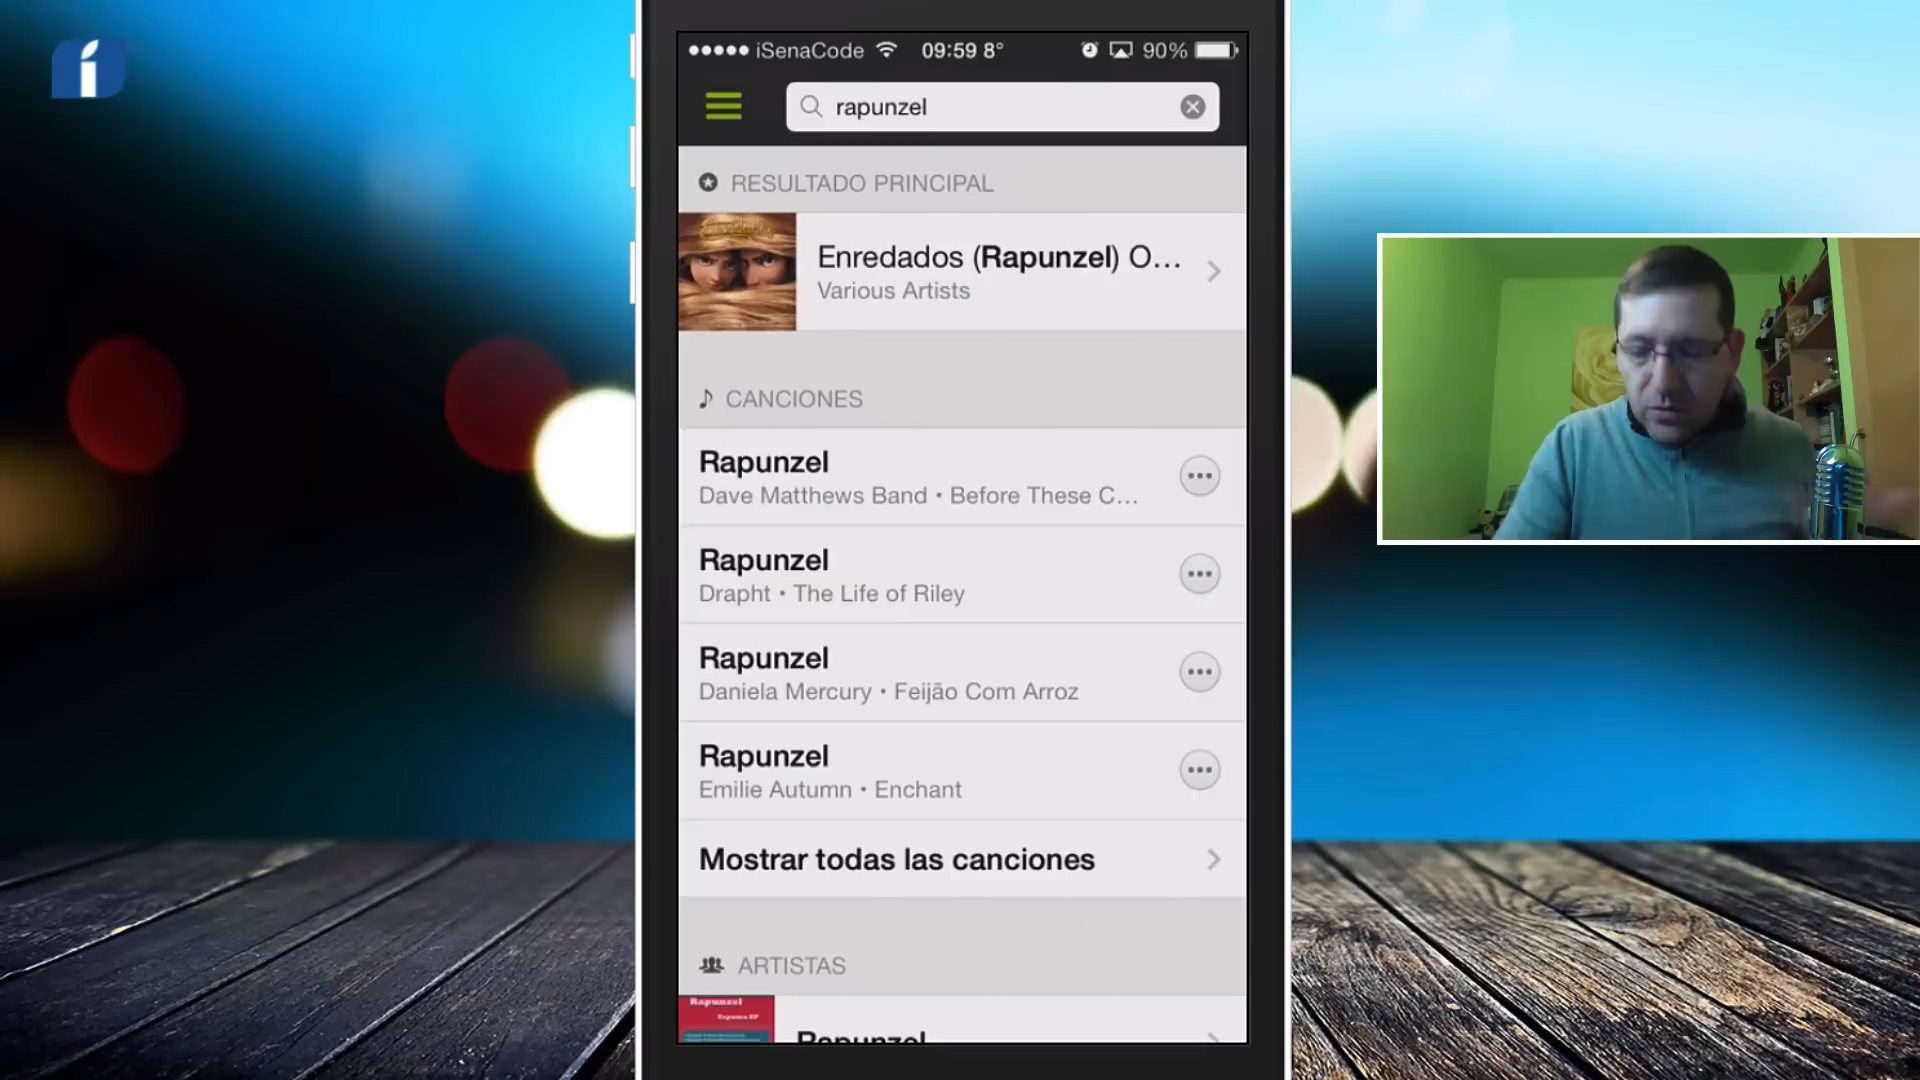 iSenaCode 09:59 8° 90%
rapunzel
RESULTADO PRINCIPAL
Enredados (Rapunzel) O…
Various Artists
CANCIONES
Rapunzel
Dave Matthews Band • Before These C…
Rapunzel
Drapht • The Life of Riley
Rapunzel
Daniela Mercury • Feijão Com Arroz
Rapunzel
Emilie Autumn • Enchant
Mostrar todas las canciones
ARTISTAS
Rapunzel
Rapunzel